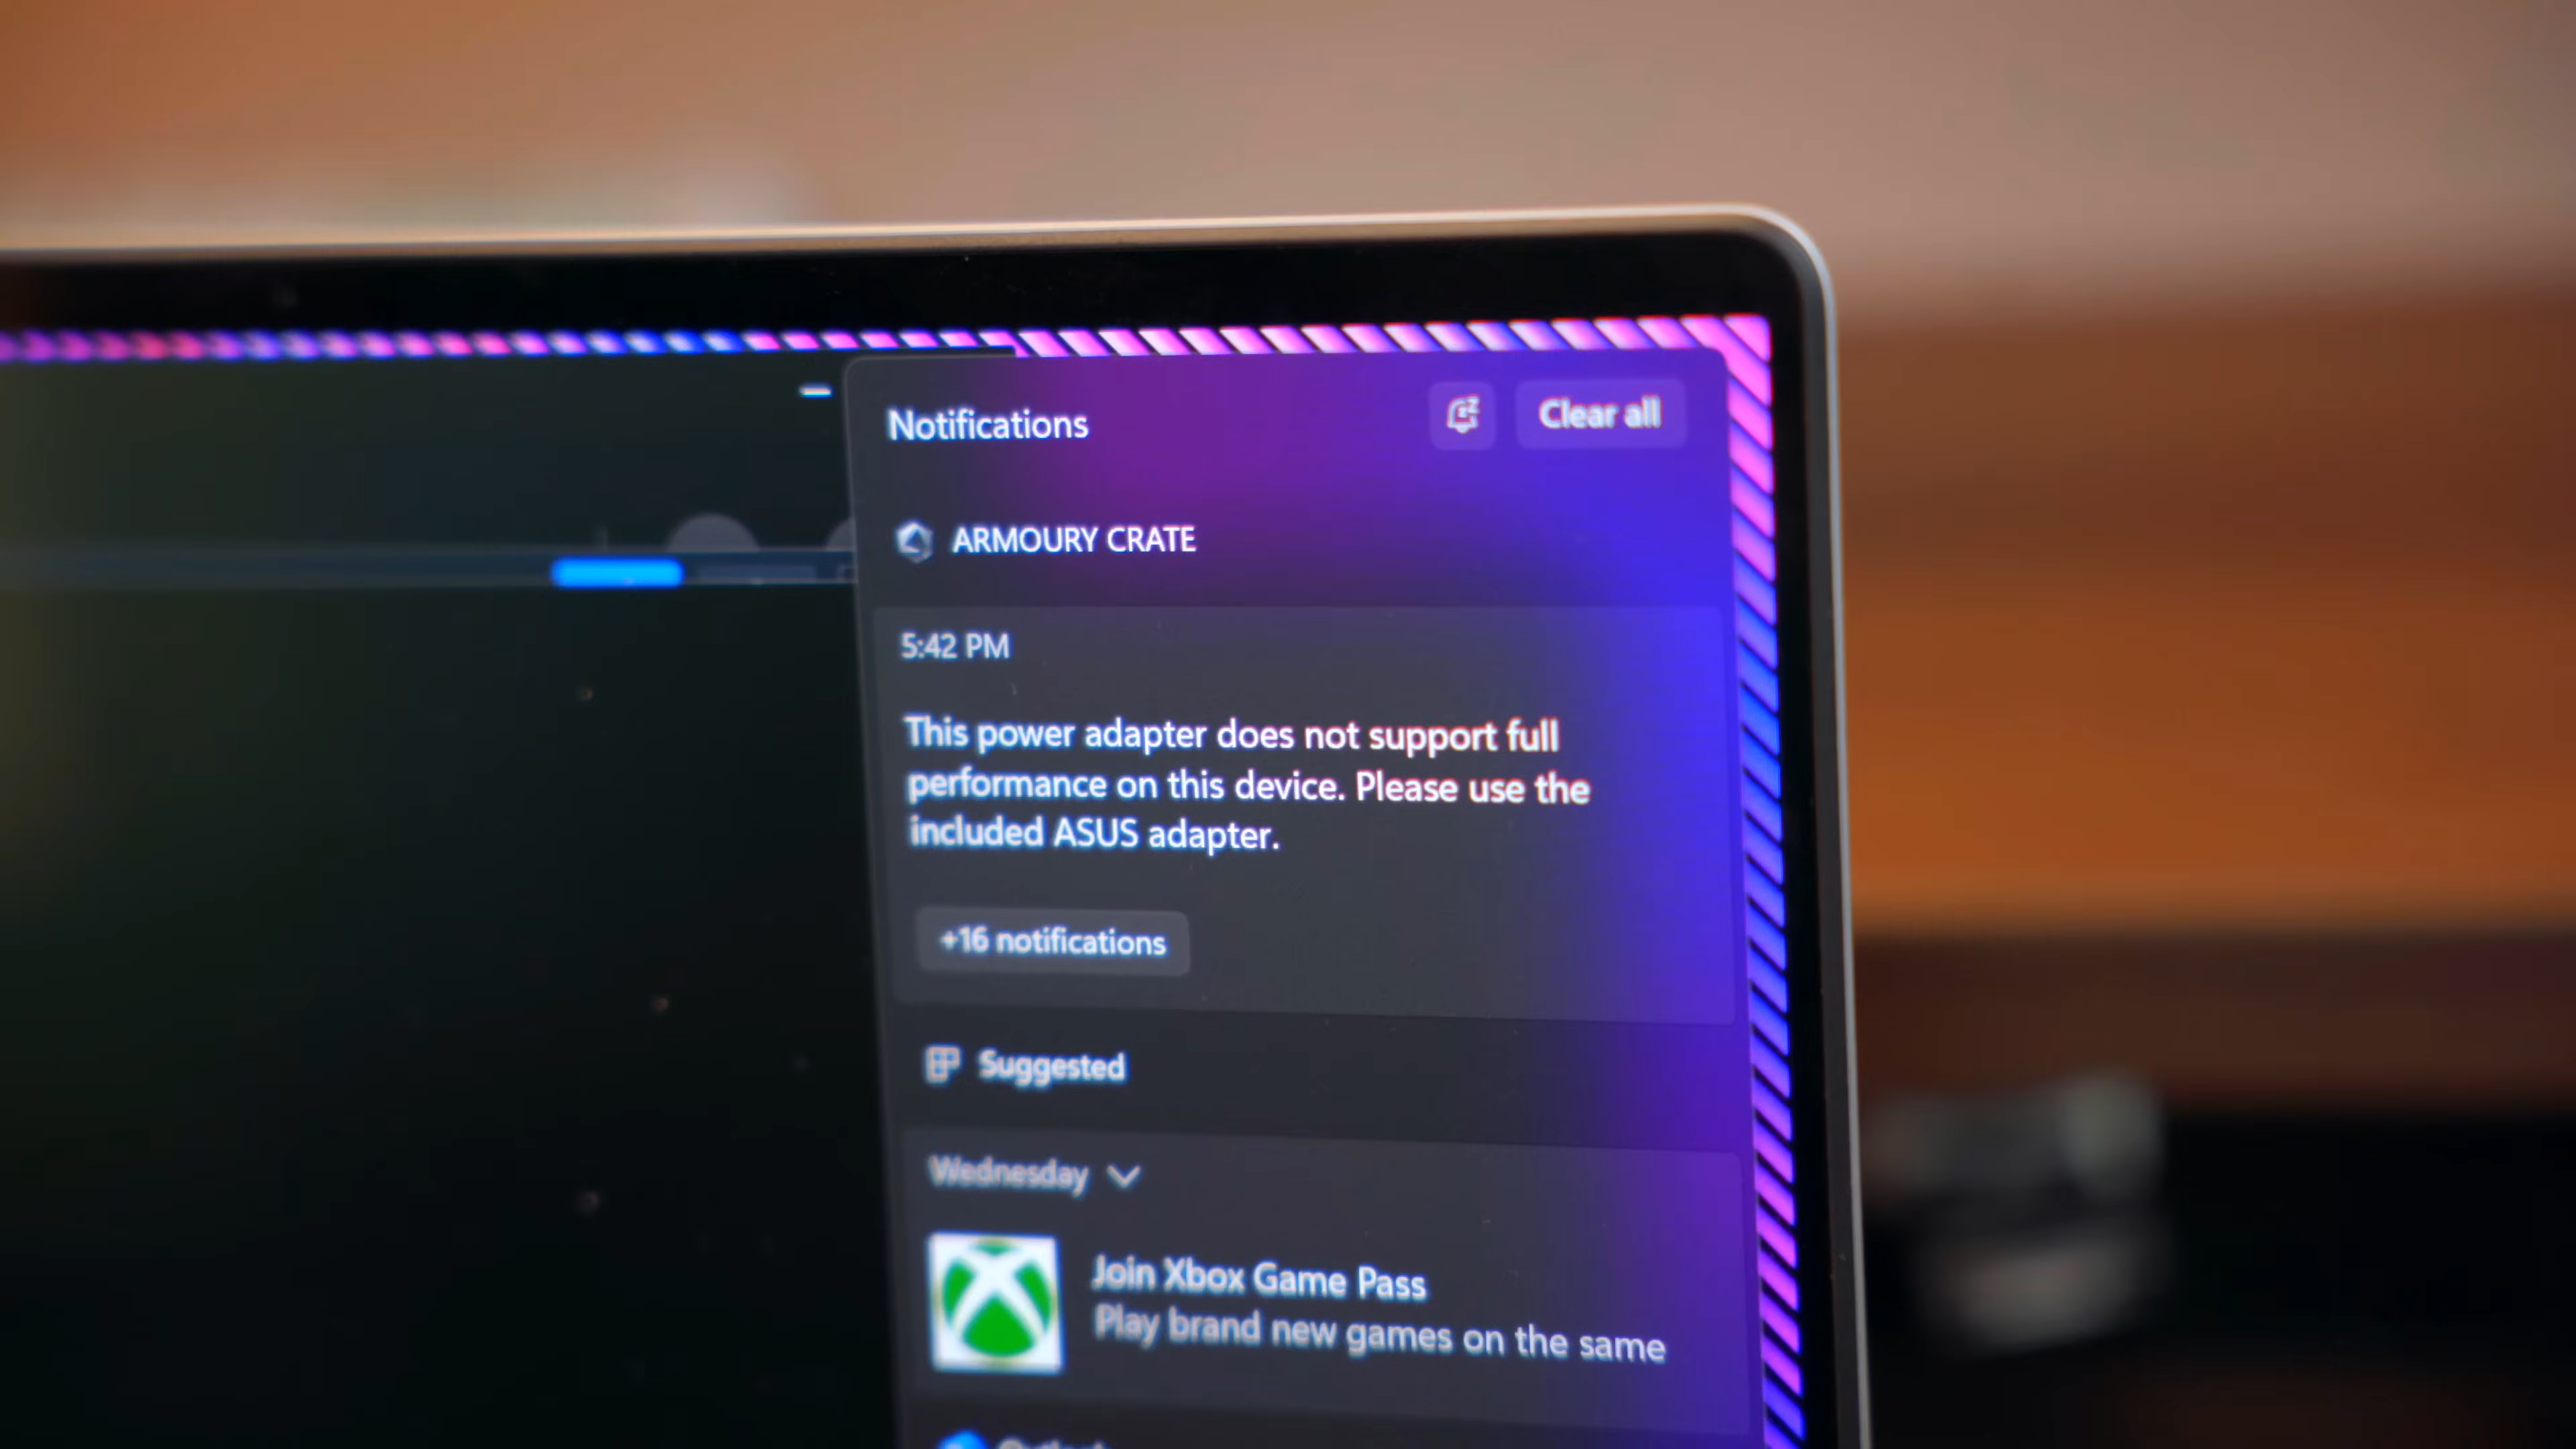 Notifications
Clear all
ARMOURY CRATE
5:42 PM
This power adapter does not support full
performance on this device. Please use the
included ASUS adapter.
+16 notifications
Suggested
Wednesday
Join Xbox Game Pass
Play brand new games on the same